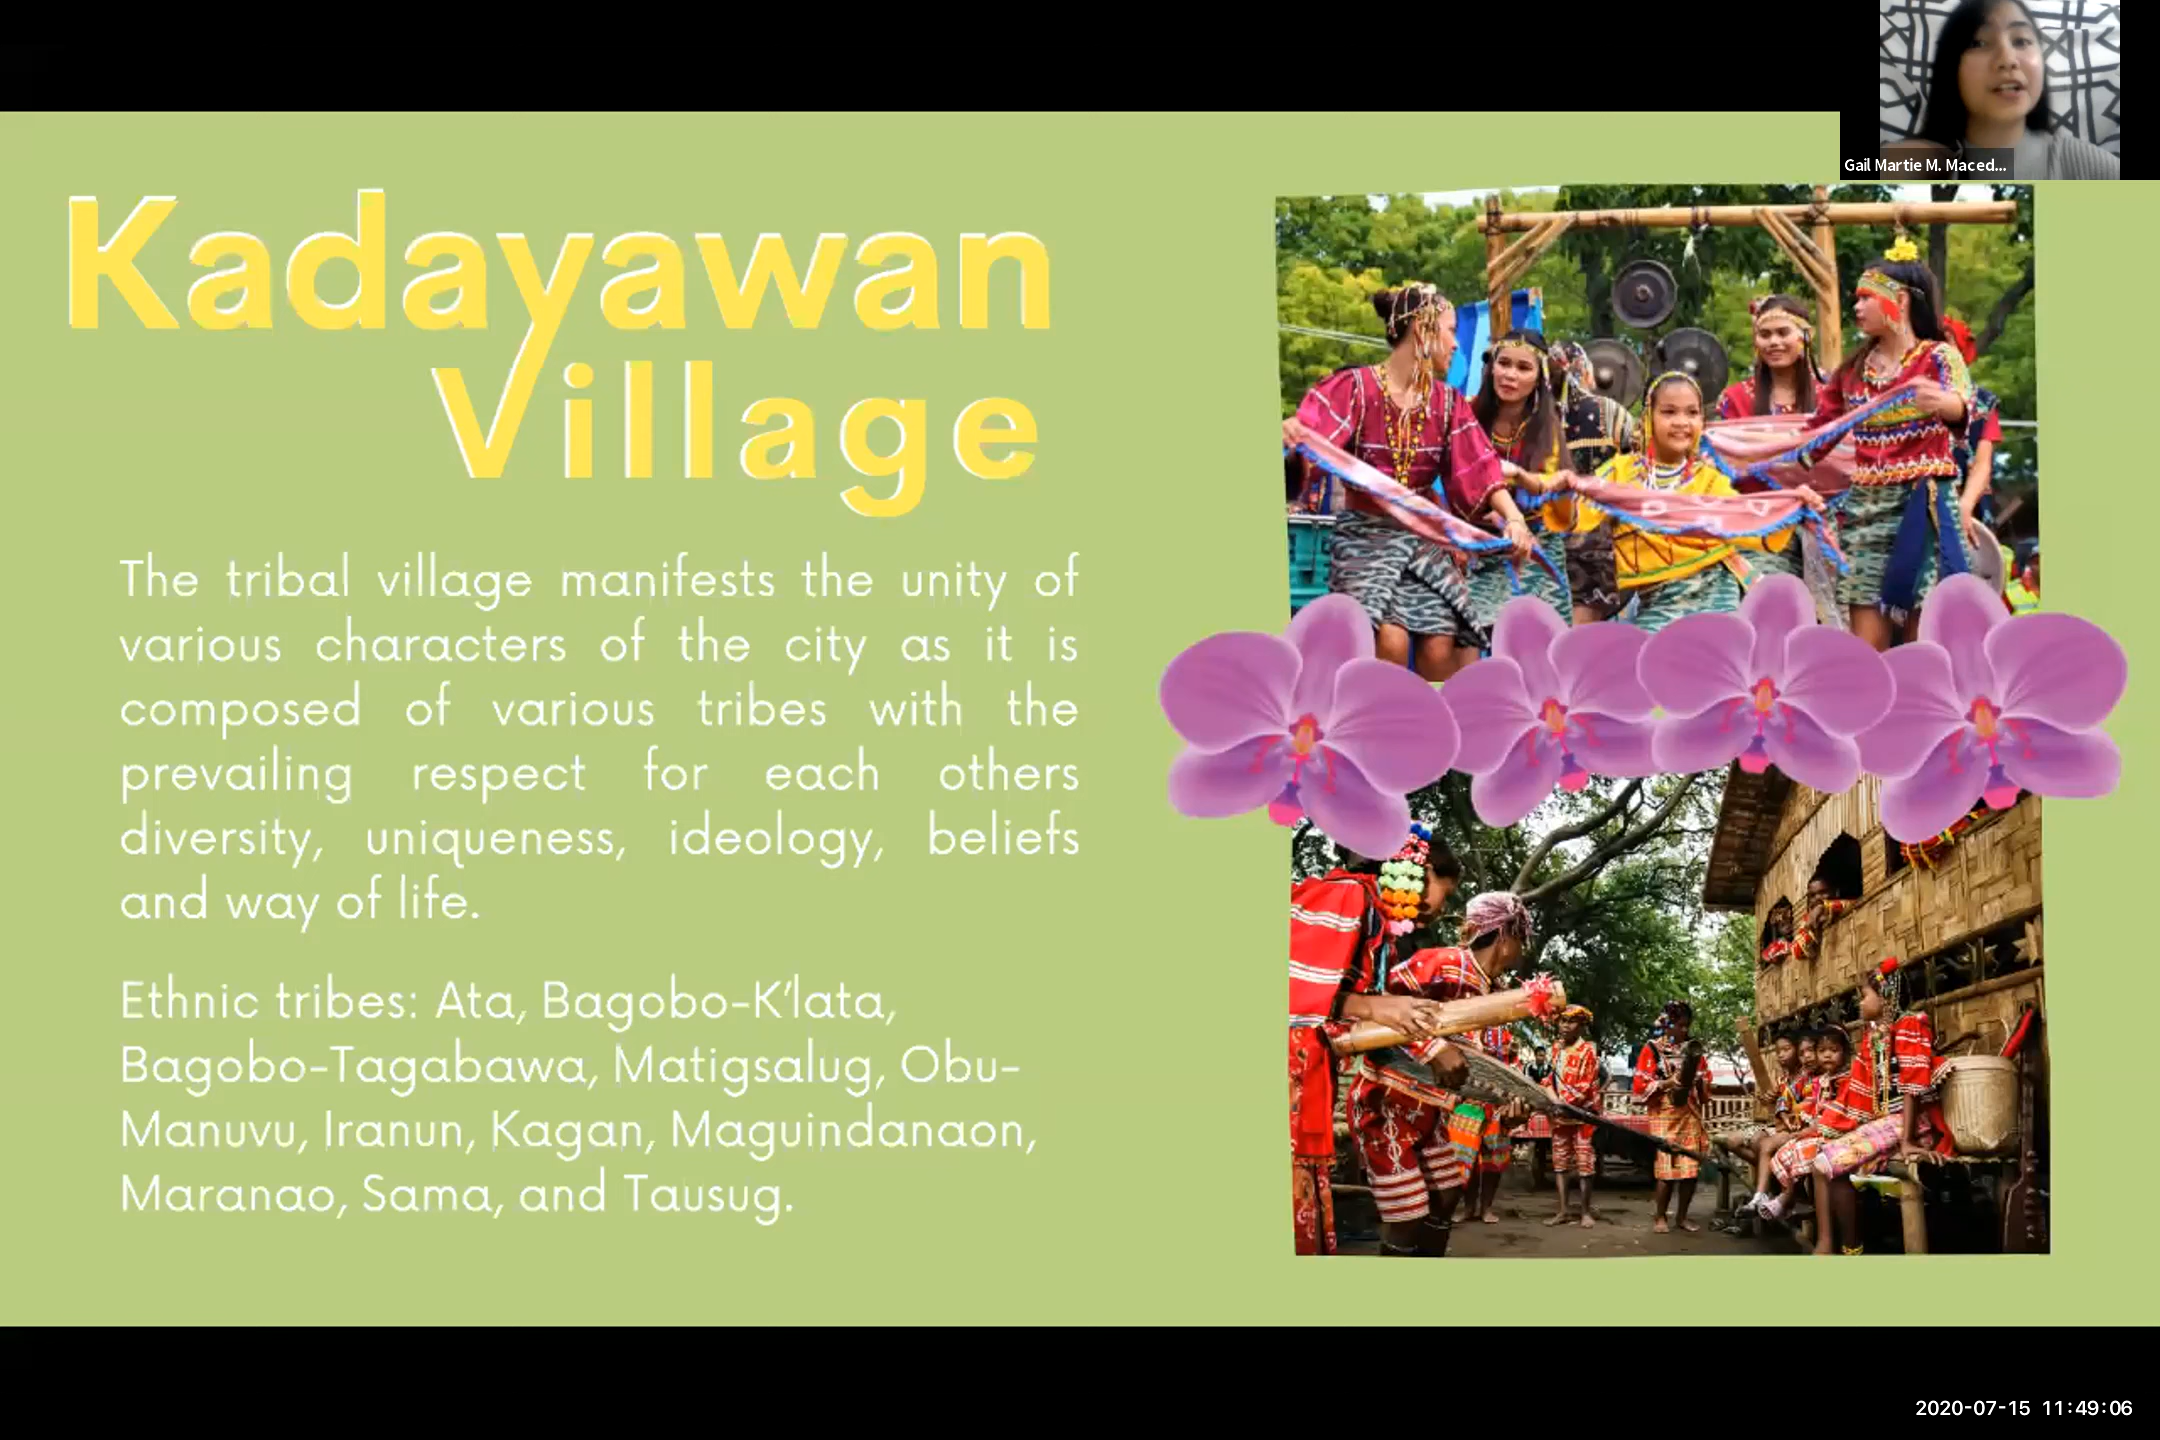 Gail Martie M. Maced...
Kadayawan
Village
The tribal village manifests the unity of
various characters of the city as it is
composed of various tribes with the
prevailing respect for each others
diversity, uniqueness, ideology, beliefs
and way of life.
Ethnic tribes: Ata, Bagobo-K'lata,
Bagobo-Tagabawa, Matigsalug, Obu-
Manuvu, Iranun, Kagan, Maguindanaon,
Maranao, Sama, and Tausug.
2020-07-15 11:49:06